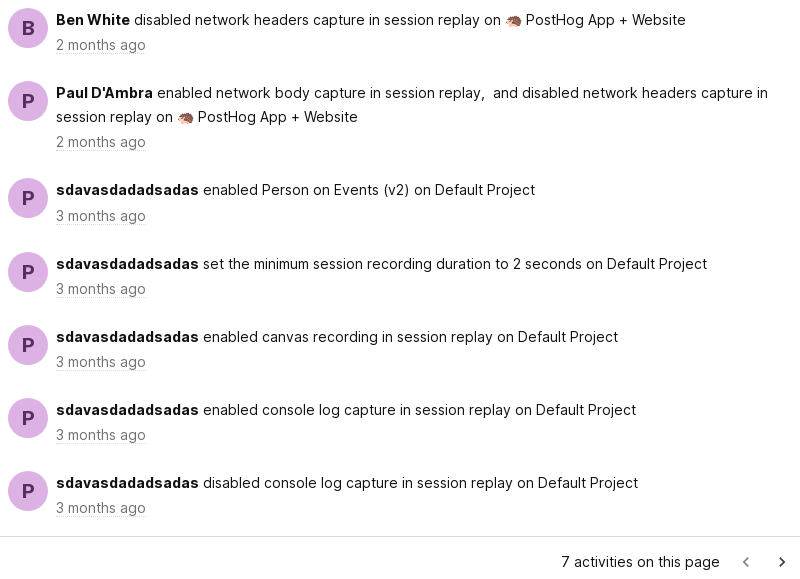 B
Ben White disabled network headers capture in session replay on 🦔 PostHog App + Website
2 months ago
P
Paul D'Ambra enabled network body capture in session replay,  and disabled network headers capture in
session replay on 🦔 PostHog App + Website
2 months ago
P
sdavasdadadsadas enabled Person on Events (v2) on Default Project
3 months ago
P
sdavasdadadsadas set the minimum session recording duration to 2 seconds on Default Project
3 months ago
P
sdavasdadadsadas enabled canvas recording in session replay on Default Project
3 months ago
P
sdavasdadadsadas enabled console log capture in session replay on Default Project
3 months ago
P
sdavasdadadsadas disabled console log capture in session replay on Default Project
3 months ago
7 activities on this page